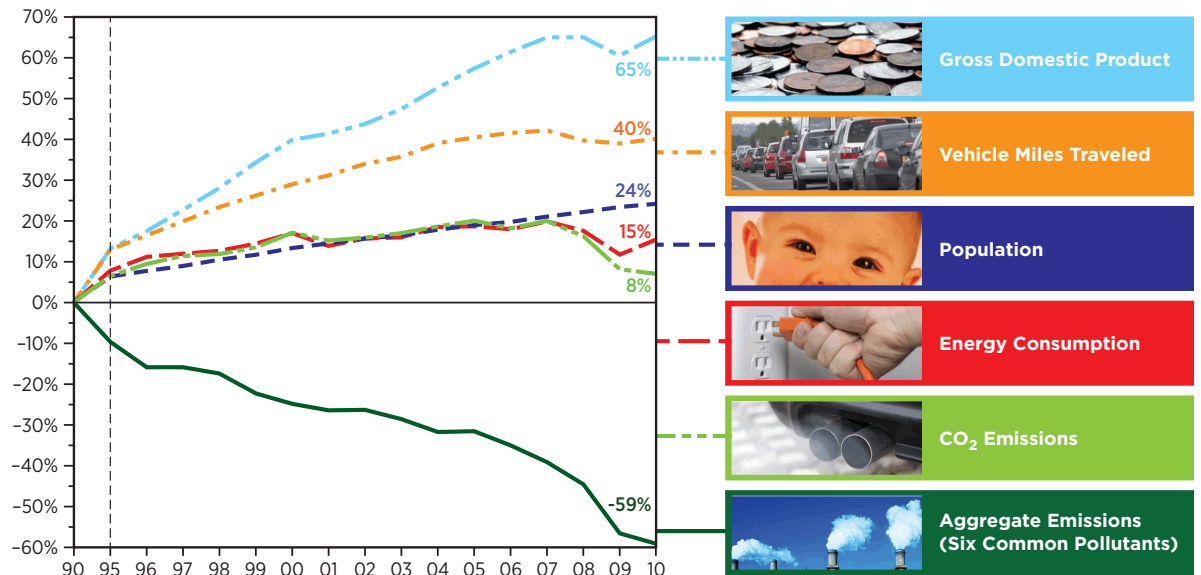 70%
60%
50%
40%
30%
20%
10%
0%
-10%
-20%
-30%
-40%
-50%
-60%
90 95 96 97 98 99 00 01 02 03 04 05 06 07 08 09 10
65%
40%
24%
15%
8%
-59%
Gross Domestic Product
Vehicle Miles Traveled
Population
Energy Consumption
CO₂ Emissions
Aggregate Emissions
(Six Common Pollutants)